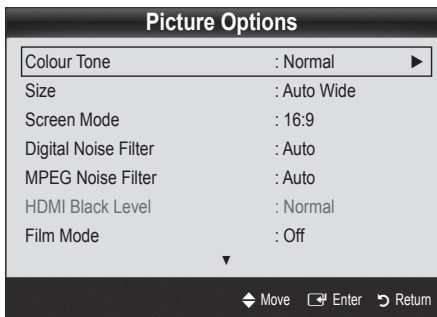 Picture Options
Colour Tone : Normal ►
Size : Auto Wide
Screen Mode : 16:9
Digital Noise Filter : Auto
MPEG Noise Filter : Auto
HDMI Black Level : Normal
Film Mode : Off
▼
Move Enter Return